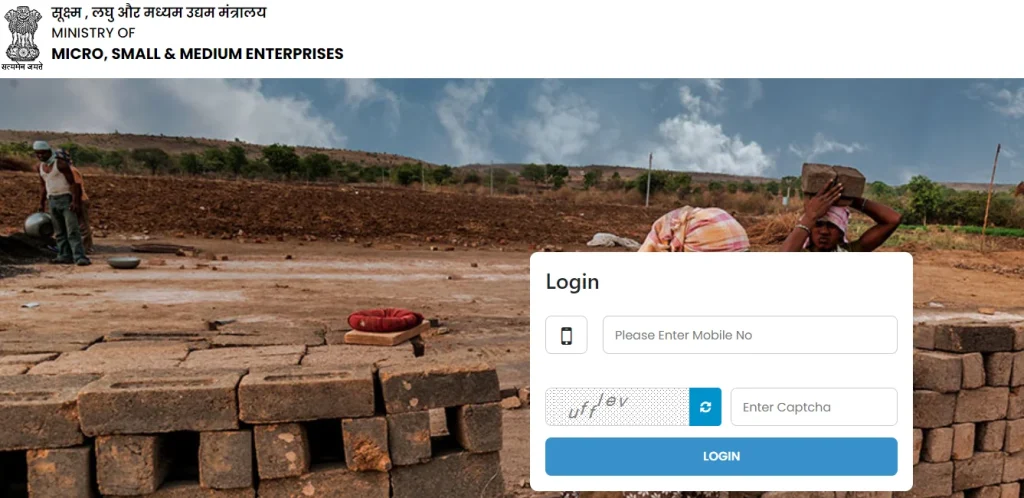 सूक्ष्म , लघु और मध्यम उद्यम मंत्रालय
MINISTRY OF
MICRO, SMALL & MEDIUM ENTERPRISES
सत्यमेव जयते
Login
Please Enter Mobile No
ufflev
Enter Captcha
LOGIN